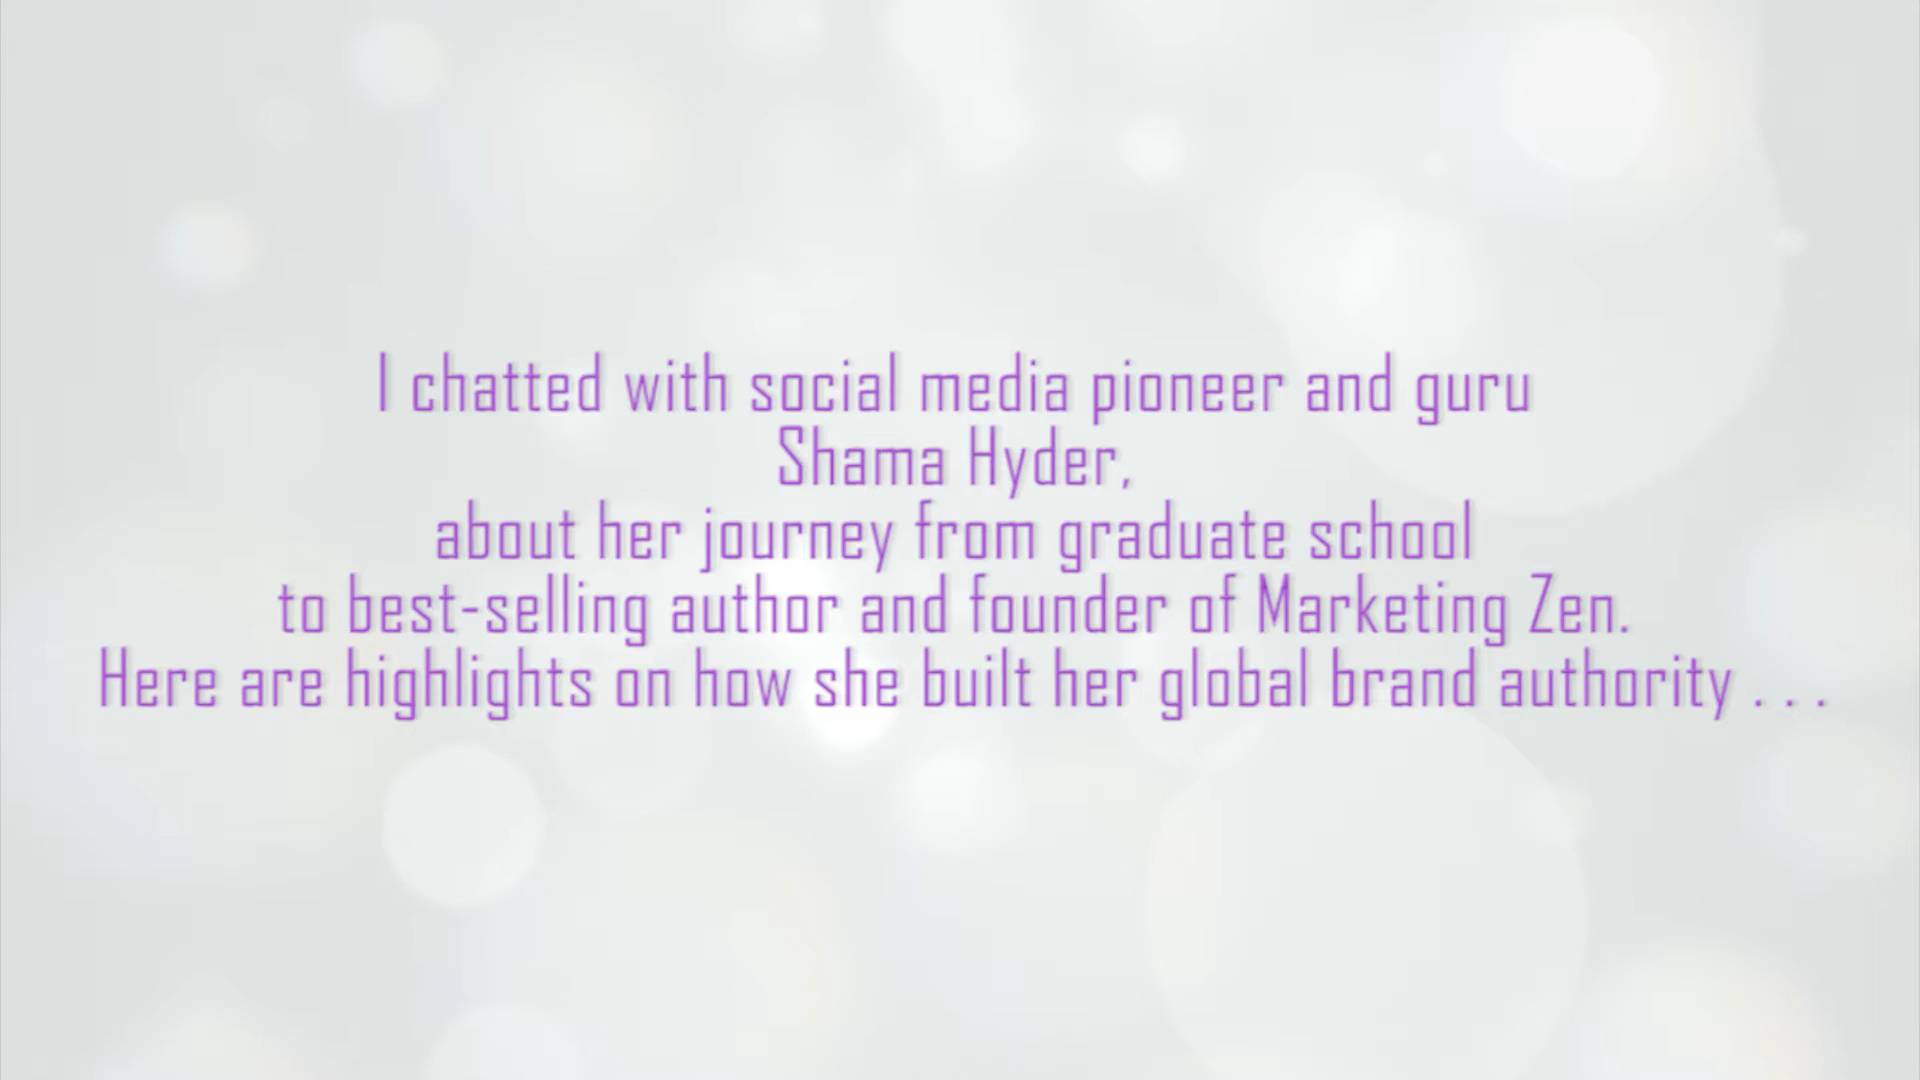 I chatted with social media pioneer and guru
Shama Hyder,
about her journey from graduate school
to best-selling author and founder of Marketing Zen.
Here are highlights on how she built her global brand authority . . .